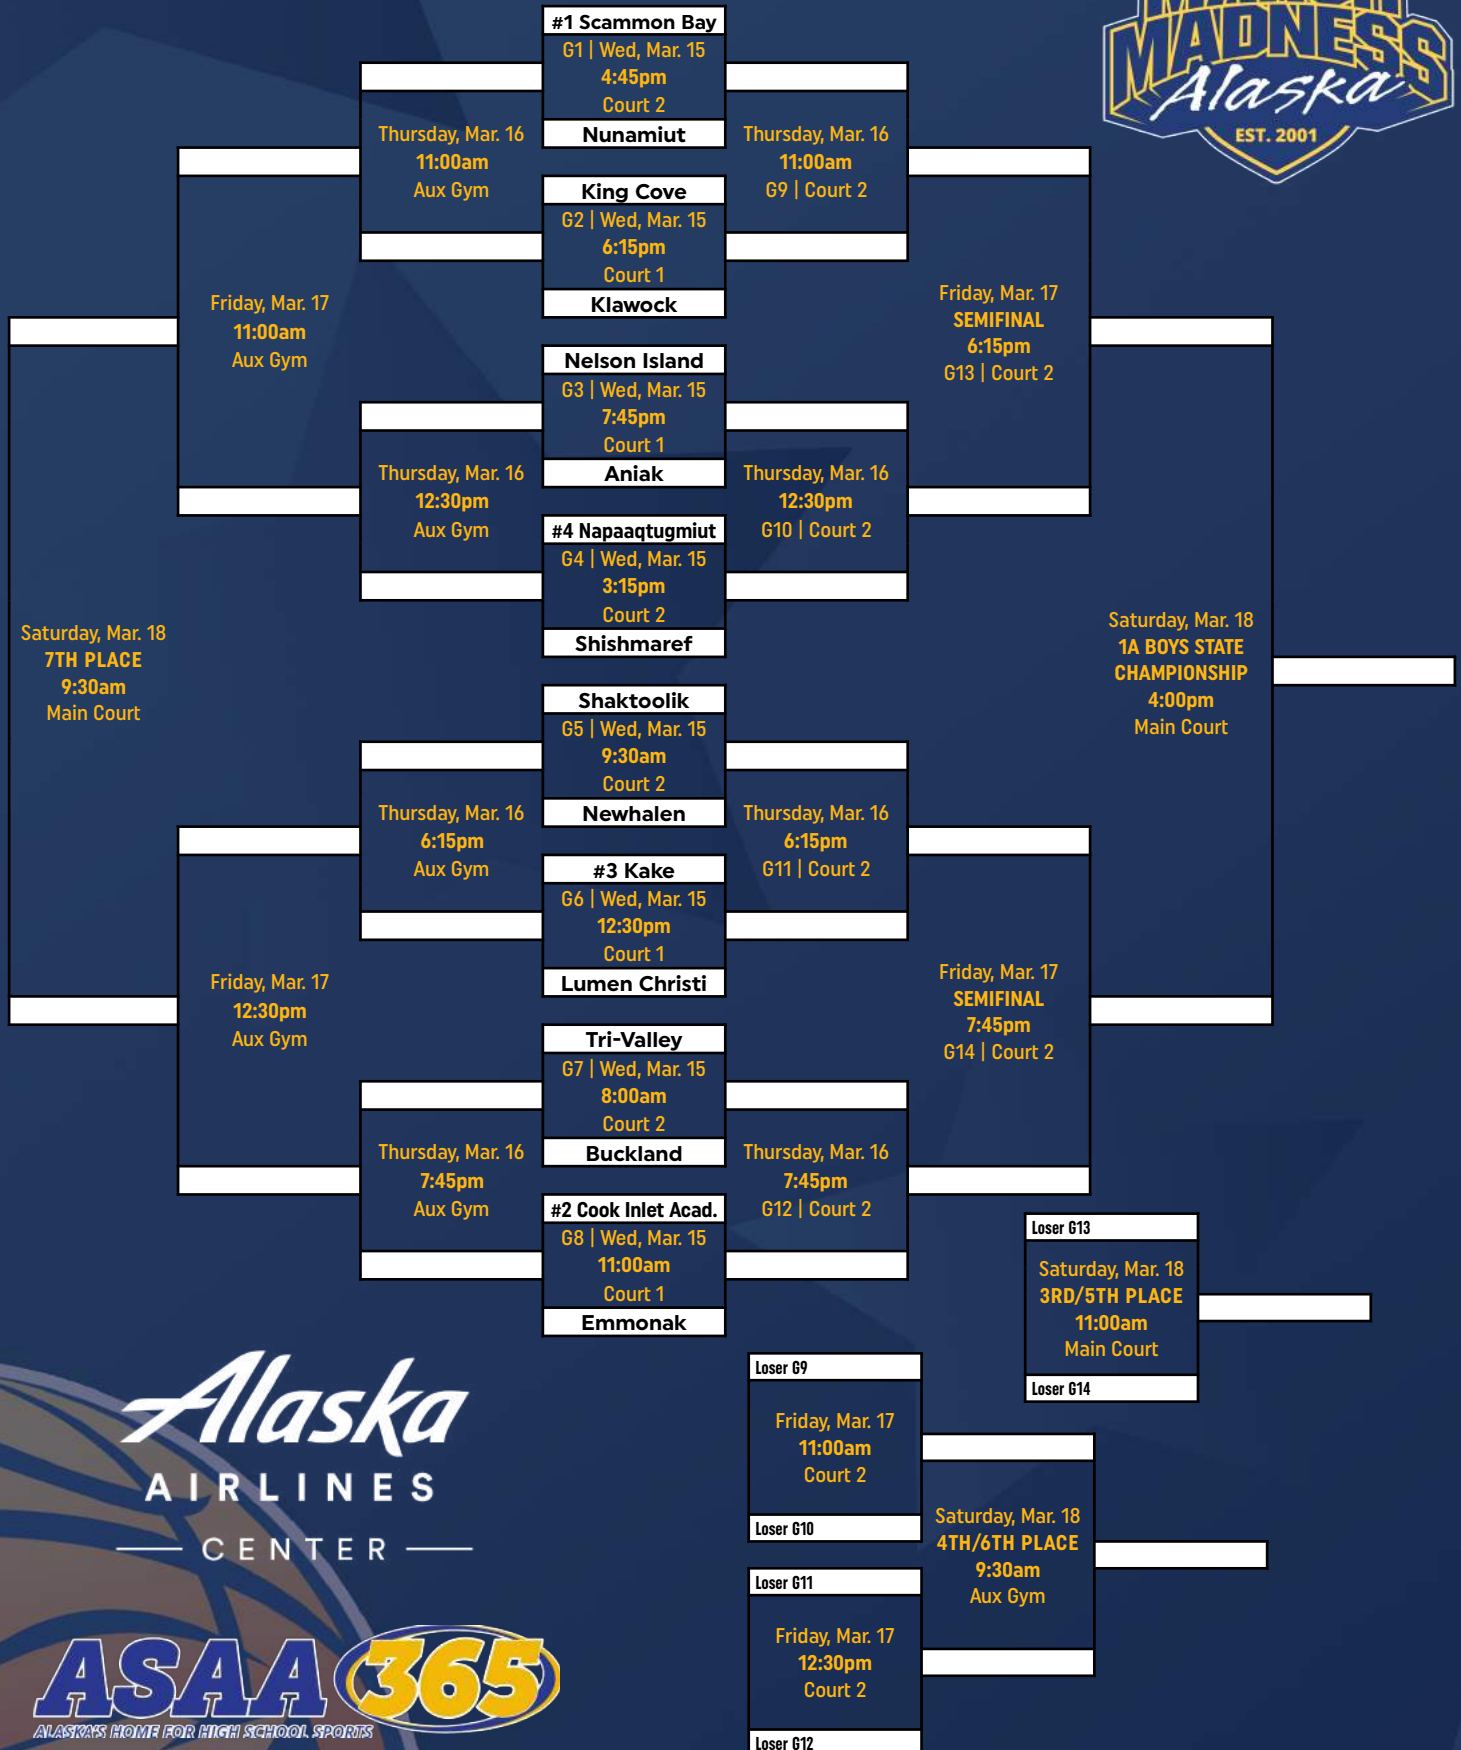 MADNESS
Alaska
EST. 2001
#1 Scammon Bay
G1 | Wed, Mar. 15
4:45pm
Court 2
Nunamiut
King Cove
G2 | Wed, Mar. 15
6:15pm
Court 1
Klawock
Nelson Island
G3 | Wed, Mar. 15
7:45pm
Court 1
Aniak
#4 Napaaqtugmiut
G4 | Wed, Mar. 15
3:15pm
Court 2
Shishmaref
Shaktoolik
G5 | Wed, Mar. 15
9:30am
Court 2
Newhalen
#3 Kake
G6 | Wed, Mar. 15
12:30pm
Court 1
Lumen Christi
Tri-Valley
G7 | Wed, Mar. 15
8:00am
Court 2
Buckland
#2 Cook Inlet Acad.
G8 | Wed, Mar. 15
11:00am
Court 1
Emmonak
Thursday, Mar. 16
11:00am
Aux Gym
Thursday, Mar. 16
12:30pm
Aux Gym
Thursday, Mar. 16
6:15pm
Aux Gym
Thursday, Mar. 16
7:45pm
Aux Gym
Friday, Mar. 17
11:00am
Aux Gym
Friday, Mar. 17
12:30pm
Aux Gym
Saturday, Mar. 18
7TH PLACE
9:30am
Main Court
Thursday, Mar. 16
11:00am
G9 | Court 2
Thursday, Mar. 16
12:30pm
G10 | Court 2
Thursday, Mar. 16
6:15pm
G11 | Court 2
Thursday, Mar. 16
7:45pm
G12 | Court 2
Friday, Mar. 17
SEMIFINAL
6:15pm
G13 | Court 2
Friday, Mar. 17
SEMIFINAL
7:45pm
G14 | Court 2
Saturday, Mar. 18
1A BOYS STATE
CHAMPIONSHIP
4:00pm
Main Court
Loser G13
Saturday, Mar. 18
3RD/5TH PLACE
11:00am
Main Court
Loser G14
Loser G9
Friday, Mar. 17
11:00am
Court 2
Loser G10
Loser G11
Friday, Mar. 17
12:30pm
Court 2
Loser G12
Saturday, Mar. 18
4TH/6TH PLACE
9:30am
Aux Gym
Alaska
AIRLINES
CENTER
ASAA 365
ALASKA'S HOME FOR HIGH SCHOOL SPORTS